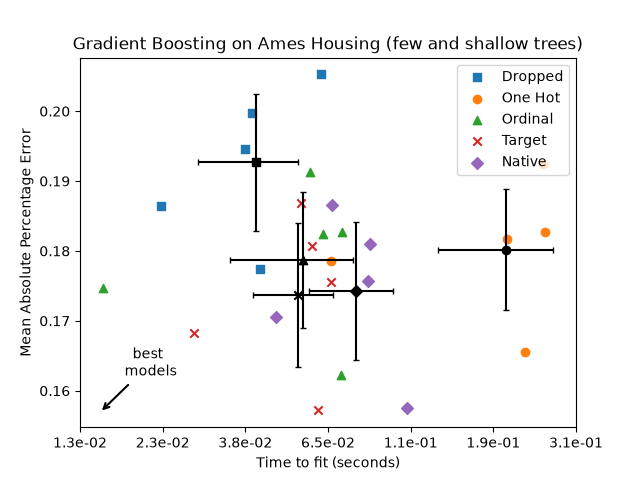 Gradient Boosting on Ames Housing (few and shallow trees)
Dropped
One Hot
Ordinal
Target
Native
Mean Absolute Percentage Error
0.20
0.19
0.18
0.17
0.16
best
models
1.3e-02 2.3e-02 3.8e-02 6.5e-02 1.1e-01 1.9e-01 3.1e-01
Time to fit (seconds)